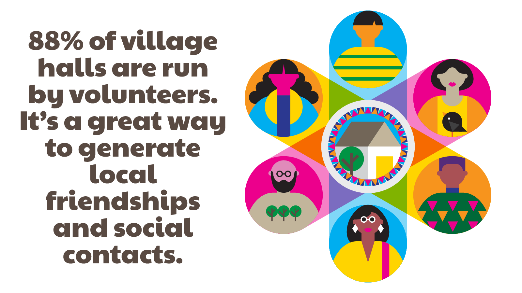 88% of village
halls are run
by volunteers.
It's a great way
to generate
local
friendships
and social
contacts.